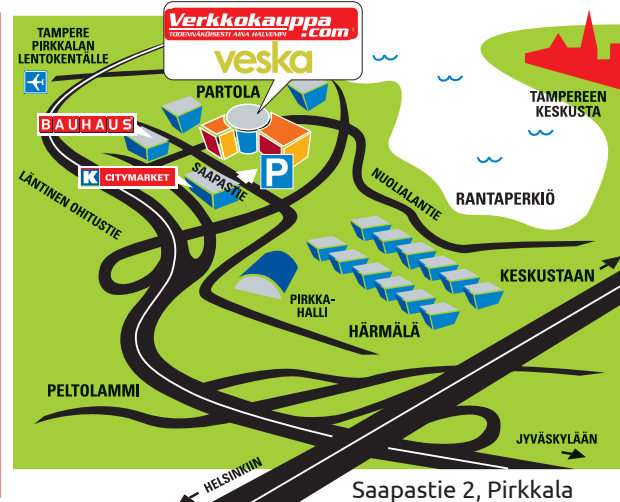 Verkkokauppa
.com
TODENNÄKÖISESTI AINA HALVEMPI
veska
TAMPERE
PIRKKALAN
LENTOKENTÄLLE
PARTOLA
TAMPEREEN
KESKUSTA
BAUHAUS
K CITYMARKET
SAAPASTIE
P
NUOLIALANTIE
RANTAPERKIÖ
LÄNTINEN OHITUSTIE
KESKUSTAAN
PIRKKA-
HALLI
HÄRMÄLÄ
PELTOLAMMI
JYVÄSKYLÄÄN
HELSINKIIN
Saapastie 2, Pirkkala